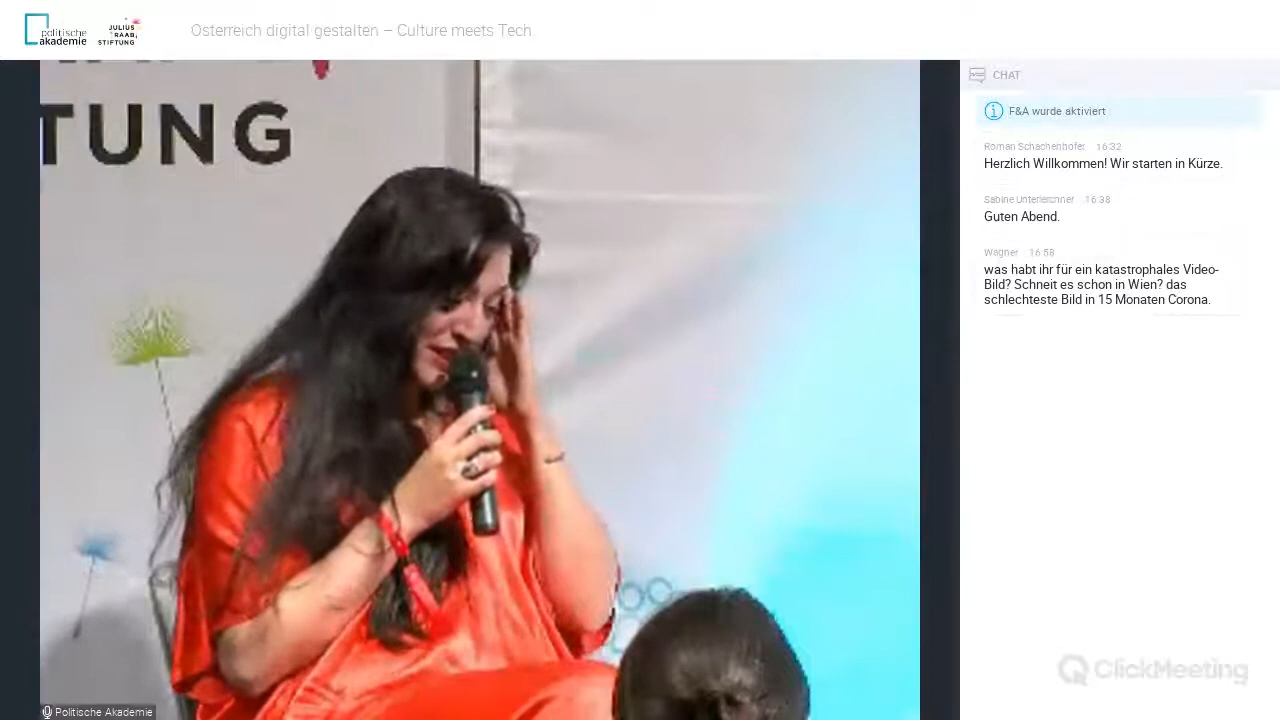 politische
akademie
JULIUS
RAAB
STIFTUNG
Österreich digital gestalten – Culture meets Tech
TUNG
Politische Akademie
CHAT
F&A wurde aktiviert
Roman Schachenhofer 16:32
Herzlich Willkommen! Wir starten in Kürze.
Sabine Unterlerchner 16:38
Guten Abend.
Wagner 16:58
was habt ihr für ein katastrophales Video-
Bild? Schneit es schon in Wien? das
schlechteste Bild in 15 Monaten Corona.
ClickMeeting